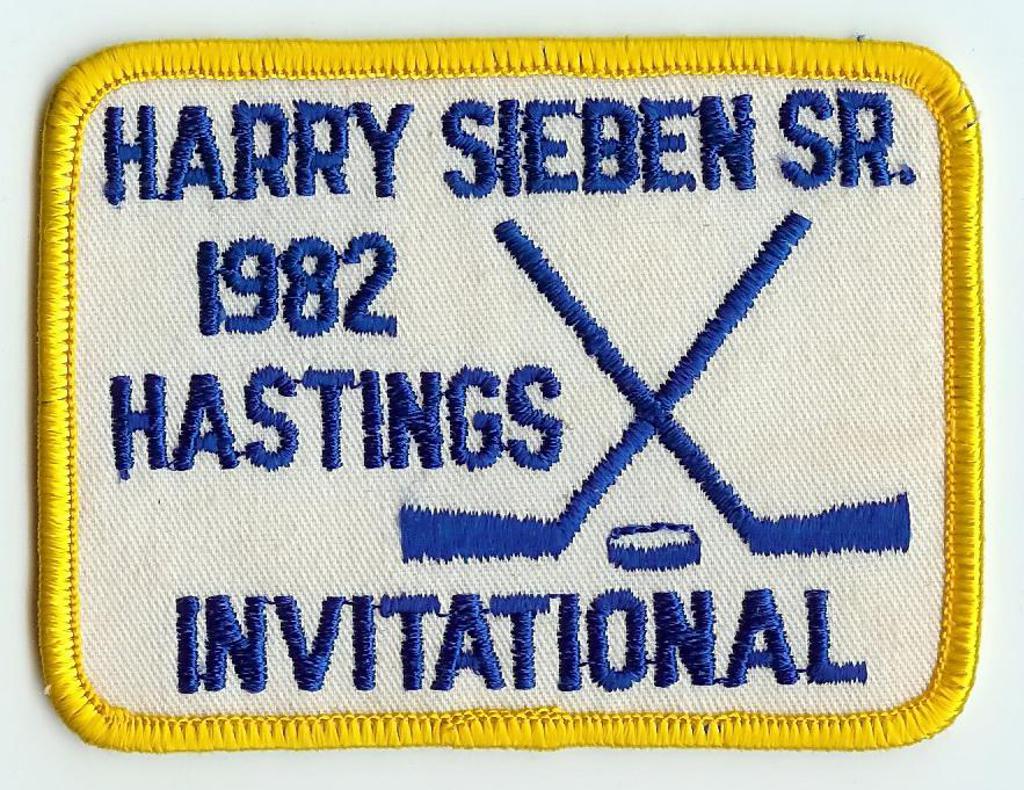 HARRY SIEBEN SR.
1982
HASTINGS
INVITATIONAL